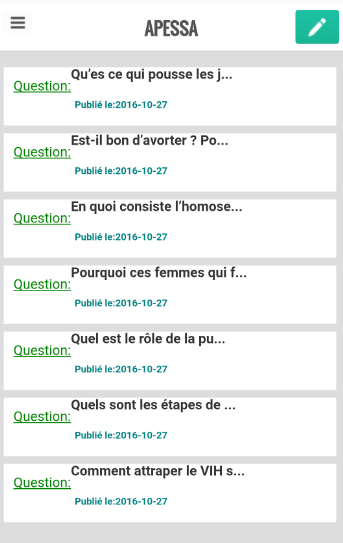 APESSA
Qu'es ce qui pousse les j...
Question:
Publié le:2016-10-27
Est-il bon d'avorter ? Po...
Question:
Publié le:2016-10-27
En quoi consiste l'homose...
Question:
Publié le:2016-10-27
Pourquoi ces femmes qui f...
Question:
Publié le:2016-10-27
Quel est le rôle de la pu...
Question:
Publié le:2016-10-27
Quels sont les étapes de ...
Question:
Publié le:2016-10-27
Comment attraper le VIH s...
Question:
Publié le:2016-10-27